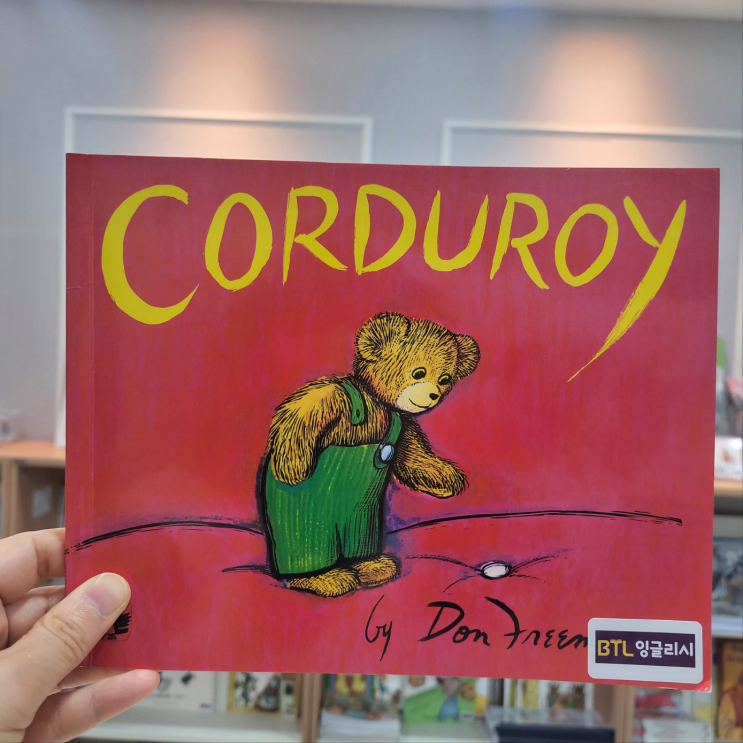 CORDUROY
by Don Freem
BTL 잉글리시